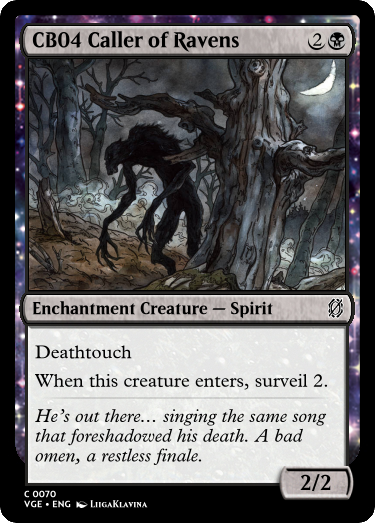 CB04 Caller of Ravens 2
Enchantment Creature — Spirit
Deathtouch
When this creature enters, surveil 2.
He's out there… singing the same song
that foreshadowed his death. A bad
omen, a restless finale.
2/2
C 0070
VGE • ENG LiigaKlavina